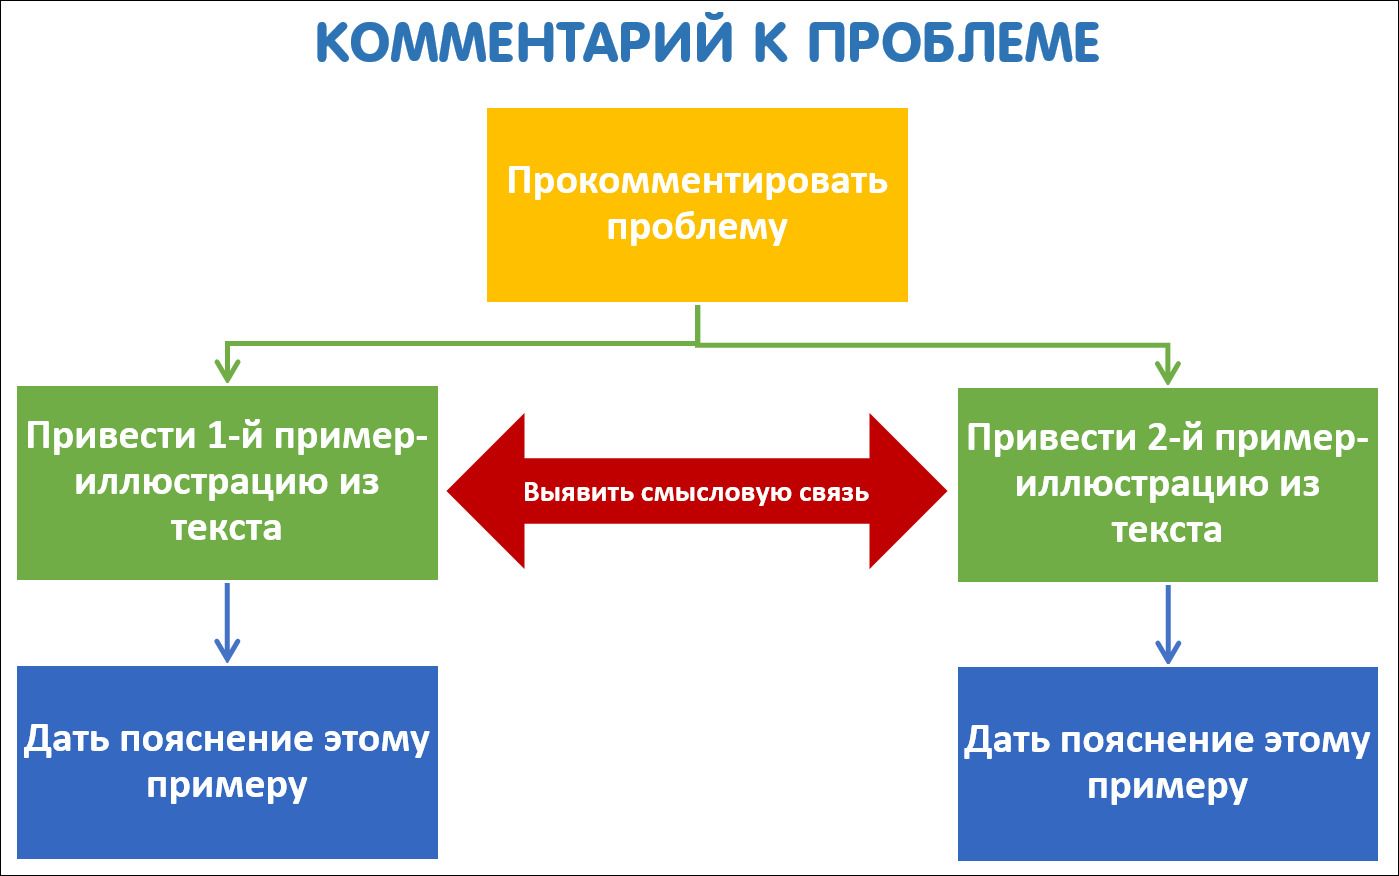 КОММЕНТАРИЙ К ПРОБЛЕМЕ
Прокомментировать
проблему
Привести 1-й пример-
иллюстрацию из
текста
Выявить смысловую связь
Привести 2-й пример-
иллюстрацию из
текста
Дать пояснение этому
примеру
Дать пояснение этому
примеру